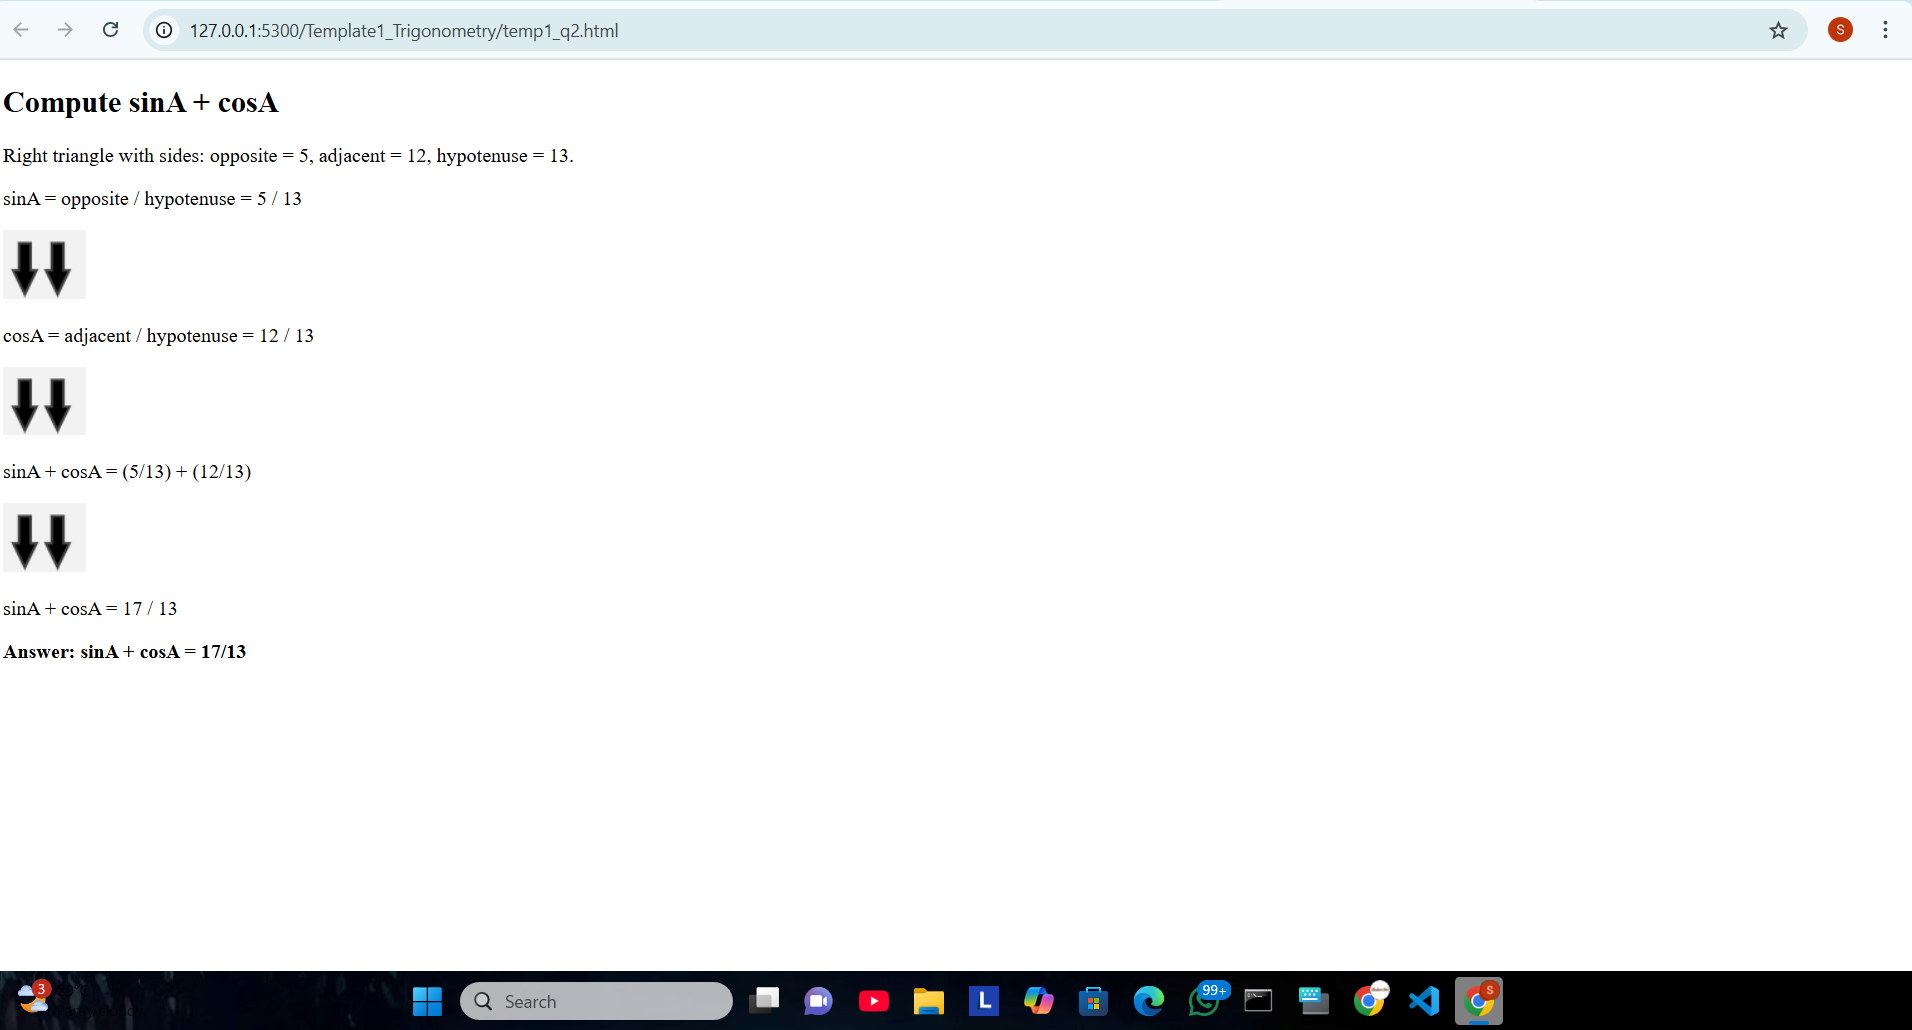 127.0.0.1:5300/Template1_Trigonometry/temp1_q2.html
S
Compute sinA + cosA
Right triangle with sides: opposite = 5, adjacent = 12, hypotenuse = 13.
sinA = opposite / hypotenuse = 5 / 13
cosA = adjacent / hypotenuse = 12 / 13
sinA + cosA = (5/13) + (12/13)
sinA + cosA = 17 / 13
Answer: sinA + cosA = 17/13
3
Search
L
99+
S